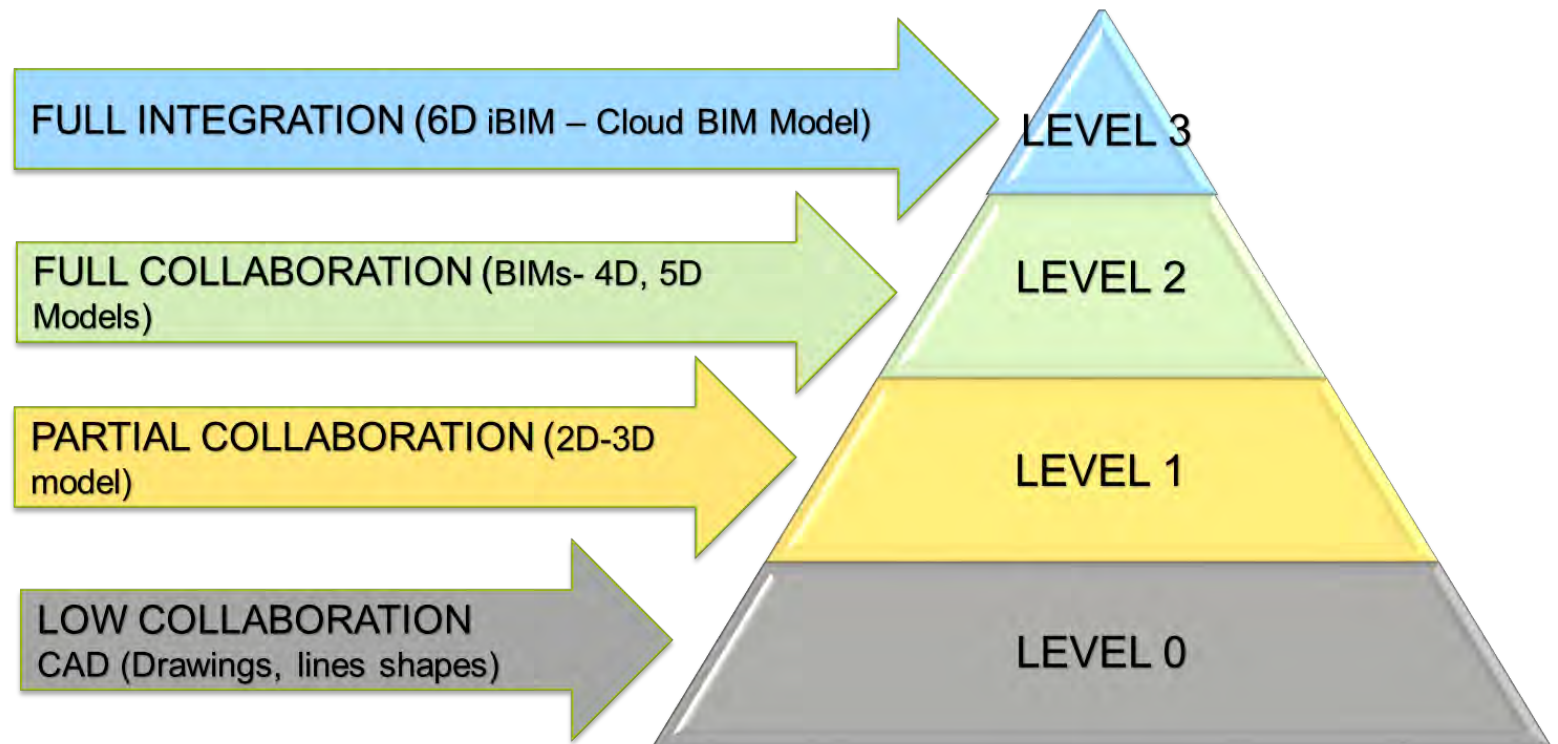 FULL INTEGRATION (6D iBIM – Cloud BIM Model)
LEVEL 3
FULL COLLABORATION (BIMs- 4D, 5D
Models)
LEVEL 2
PARTIAL COLLABORATION (2D-3D
model)
LEVEL 1
LOW COLLABORATION
CAD (Drawings, lines shapes)
LEVEL 0